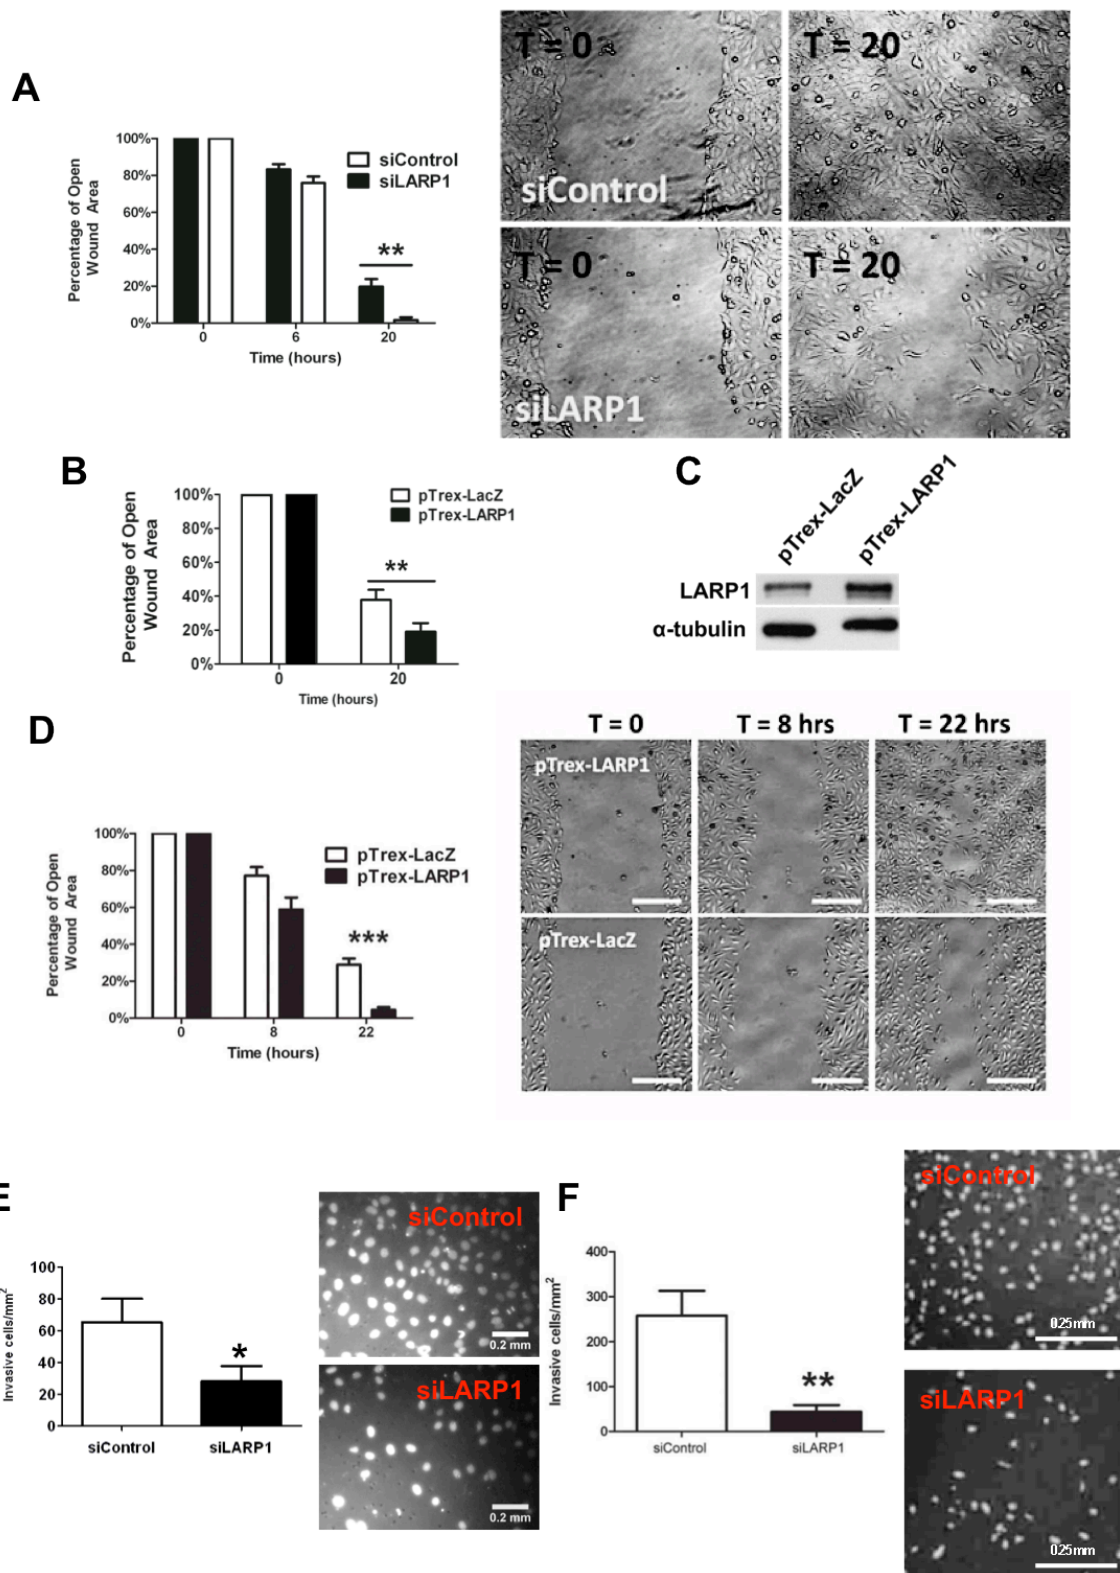 A
T = 0
T = 20
siControl
T = 0
T = 20
siLARP1
Percentage of Open
Wound Area
100%
80%
60%
40%
20%
0%
siControl
siLARP1
**
0
6
20
Time (hours)
B
Percentage of Open
Wound Area
100%
80%
60%
40%
20%
0%
pTrex-LacZ
pTrex-LARP1
**
0
20
Time (hours)
C
pTrex-LacZ
pTrex-LARP1
LARP1
α-tubulin
D
Percentage of Open
Wound Area
100%
80%
60%
40%
20%
0%
pTrex-LacZ
pTrex-LARP1
***
0
8
22
Time (hours)
T = 0
T = 8 hrs
T = 22 hrs
pTrex-LARP1
pTrex-LacZ
E
Invasive cells/mm²
100
80
60
40
20
0
*
siControl
siLARP1
siControl
0.2 mm
siLARP1
0.2 mm
F
Invasive cells/mm²
400
300
200
100
0
**
siControl
siLARP1
siControl
0.25mm
siLARP1
0.25mm